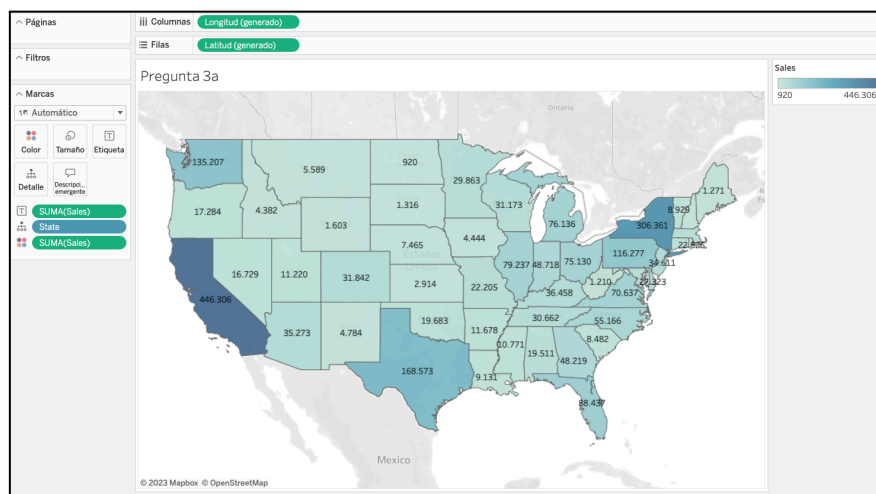 Páginas
Filtros
Marcas
Automático
Color
Tamaño
Etiqueta
Detalle
Descripci..
emergente
SUMA(Sales)
State
SUMA(Sales)
Columnas
Longitud (generado)
Filas
Latitud (generado)
Pregunta 3a
Sales
920
446.306
Ontario
135.207
5.589
920
29.863
1.271
17.284
4.382
1.316
31.173
76.136
306.361
8.929
1.603
7.465
4.444
116.277
16.729
11.220
31.842
Estados
Unidos
2.914
22.205
79.237
48.718
75.130
34.611
446.306
36.458
1.210
70.637
35.273
4.784
19.683
11.678
30.662
55.166
8.482
168.573
9.131
10.771
19.511
48.219
88.437
Mexico
© 2023 Mapbox © OpenStreetMap